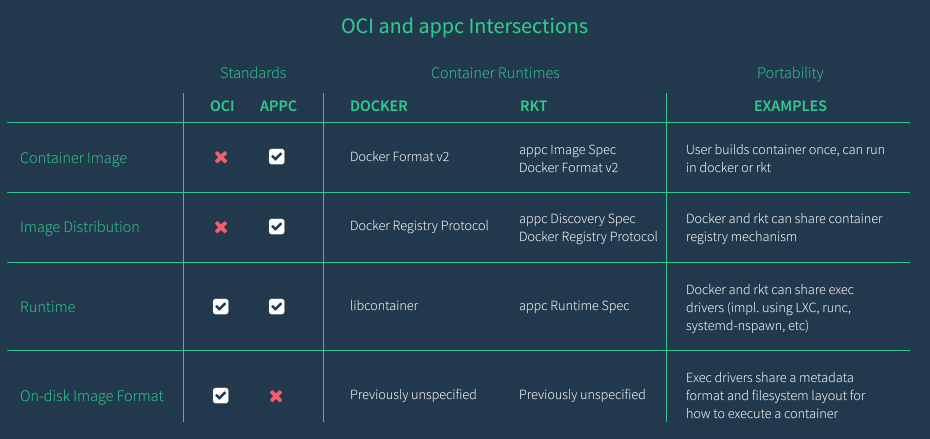 OCI and appc Intersections
Standards Container Runtimes Portability
OCI APPC DOCKER RKT EXAMPLES
Container Image
Docker Format v2
appc Image Spec
Docker Format v2
User builds container once, can run
in docker or rkt
Image Distribution
Docker Registry Protocol
appc Discovery Spec
Docker Registry Protocol
Docker and rkt can share container
registry mechanism
Runtime
libcontainer
appc Runtime Spec
Docker and rkt can share exec
drivers (impl. using LXC, runc,
systemd-nspawn, etc)
On-disk Image Format
Previously unspecified
Previously unspecified
Exec drivers share a metadata
format and filesystem layout for
how to execute a container